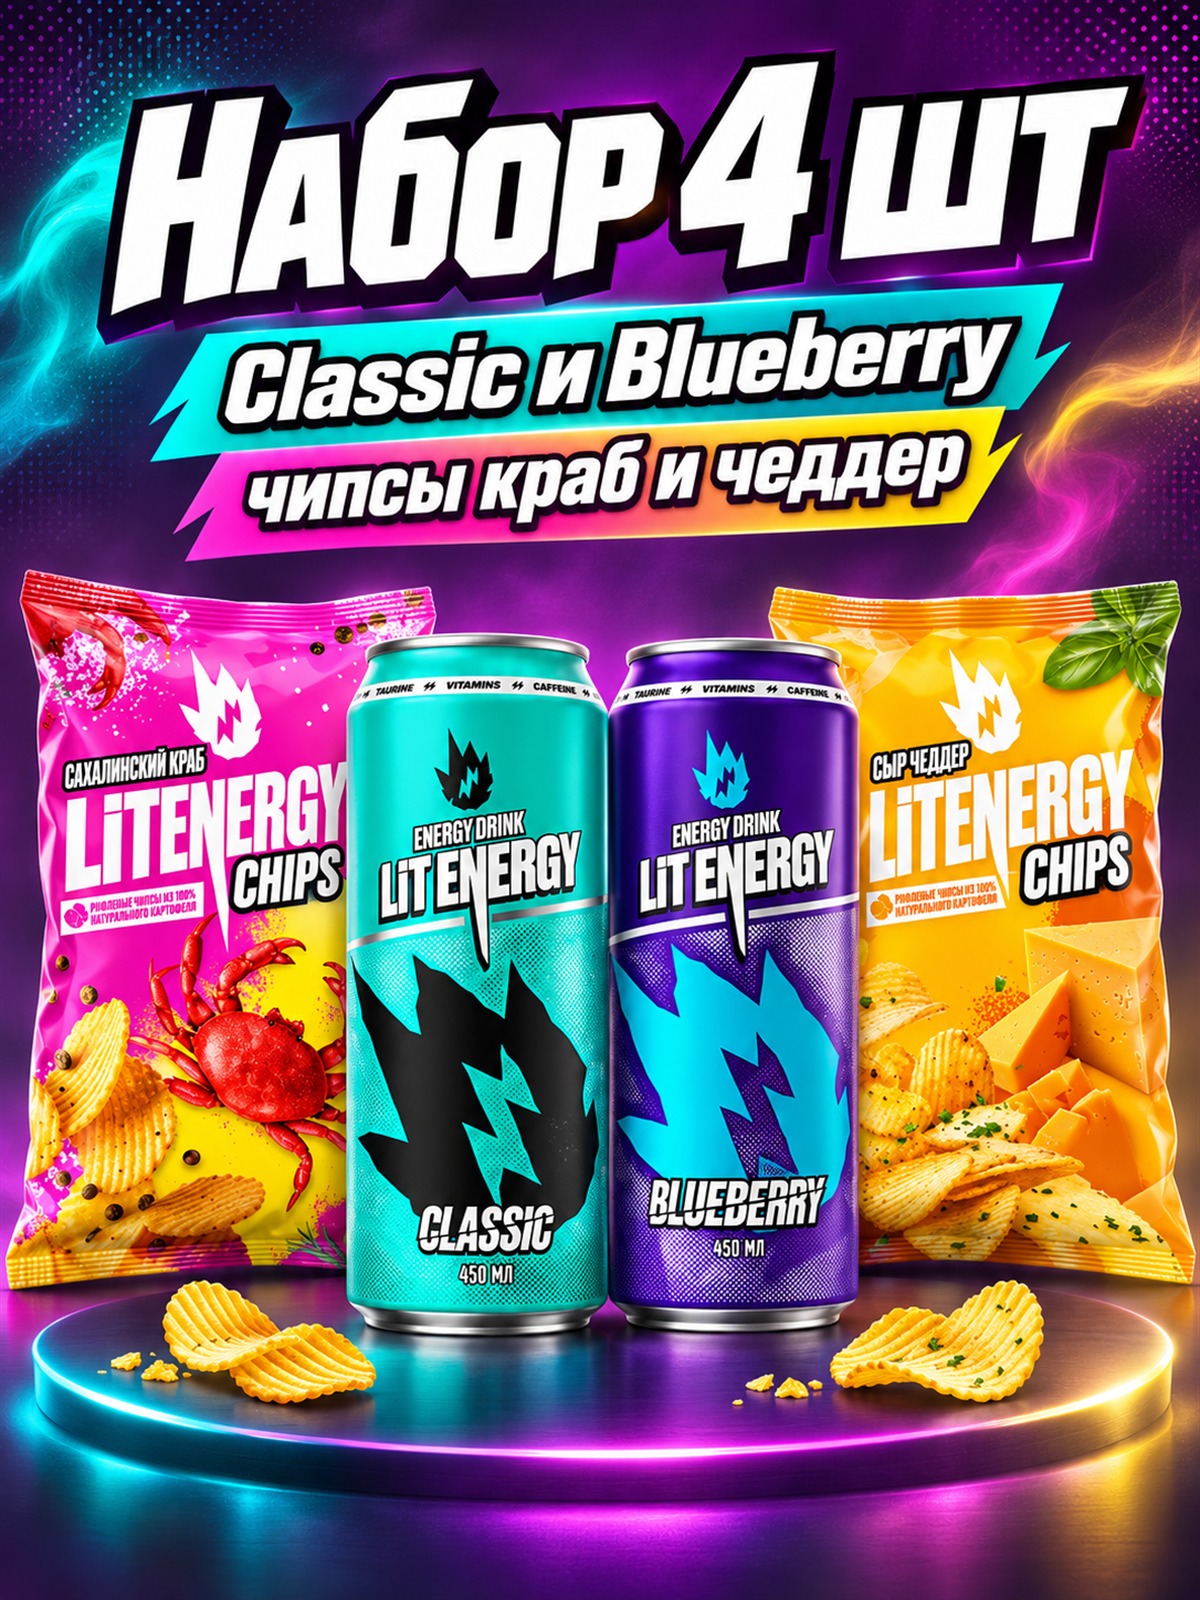 Набор 4 шт
Classic и Blueberry
чипсы краб и чеддер
САХАЛИНСКИЙ КРАБ
LITENERGY
CHIPS
ЧИПСЫ ИЗ 100%
НАТУРАЛЬНОГО КАРТОФЕЛЯ
TAURINE VITAMINS CAFFEINE
ENERGY DRINK
LIT ENERGY
CLASSIC
450 МЛ
TAURINE VITAMINS CAFFEINE
ENERGY DRINK
LIT ENERGY
BLUEBERRY
450 МЛ
СЫР ЧЕДДЕР
LITENERGY
CHIPS
ЧИПСЫ ИЗ 100%
НАТУРАЛЬНОГО КАРТОФЕЛЯ